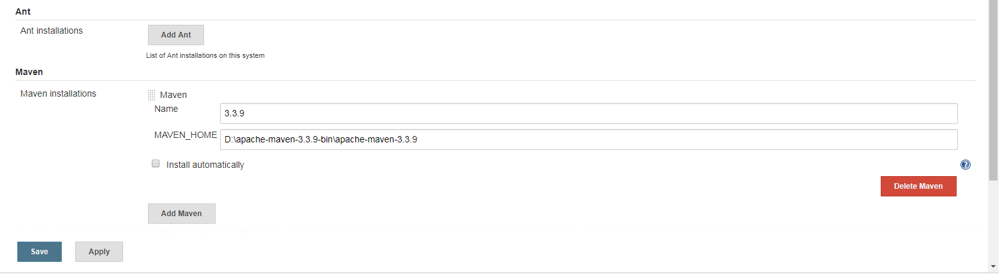 Ant
Ant installations
Add Ant
List of Ant installations on this system
Maven
Maven installations
Maven
Name
3.3.9
MAVEN_HOME
D:\apache-maven-3.3.9-bin\apache-maven-3.3.9
Install automatically
?
Delete Maven
Add Maven
Save
Apply